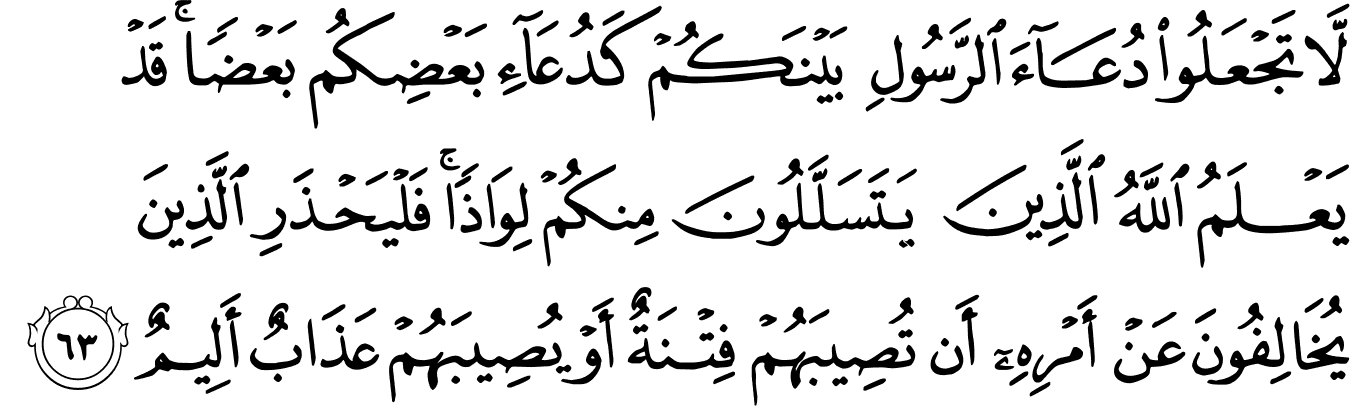 لَّا تَجْعَلُوا۟ دُعَآءَ ٱلرَّسُولِ بَيْنَكُمْ كَدُعَآءِ بَعْضِكُم بَعْضًا ۚ قَدْ
يَعْلَمُ ٱللَّهُ ٱلَّذِينَ يَتَسَلَّلُونَ مِنكُمْ لِوَاذًا ۚ فَلْيَحْذَرِ ٱلَّذِينَ
يُخَالِفُونَ عَنْ أَمْرِهِۦٓ أَن تُصِيبَهُمْ فِتْنَةٌ أَوْ يُصِيبَهُمْ عَذَابٌ أَلِيمٌ ٦٣